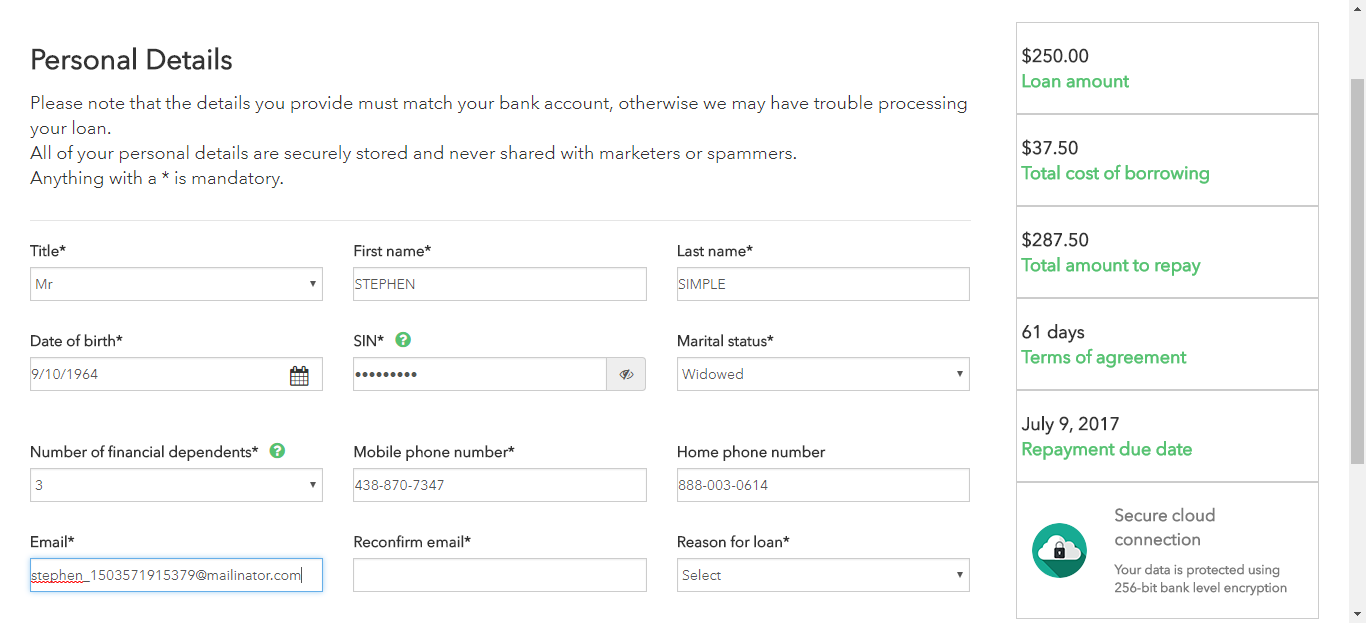 Personal Details
Please note that the details you provide must match your bank account, otherwise we may have trouble processing
your loan.
All of your personal details are securely stored and never shared with marketers or spammers.
Anything with a * is mandatory.
Title*
First name*
Last name*
Mr
STEPHEN
SIMPLE
Date of birth*
SIN* ?
Marital status*
9/10/1964
•••••••••
Widowed
Number of financial dependents* ?
Mobile phone number*
Home phone number
3
438-870-7347
888-003-0614
Email*
Reconfirm email*
Reason for loan*
stephen_1503571915379@mailinator.com
Select
$250.00
Loan amount
$37.50
Total cost of borrowing
$287.50
Total amount to repay
61 days
Terms of agreement
July 9, 2017
Repayment due date
Secure cloud
connection
Your data is protected using
256-bit bank level encryption